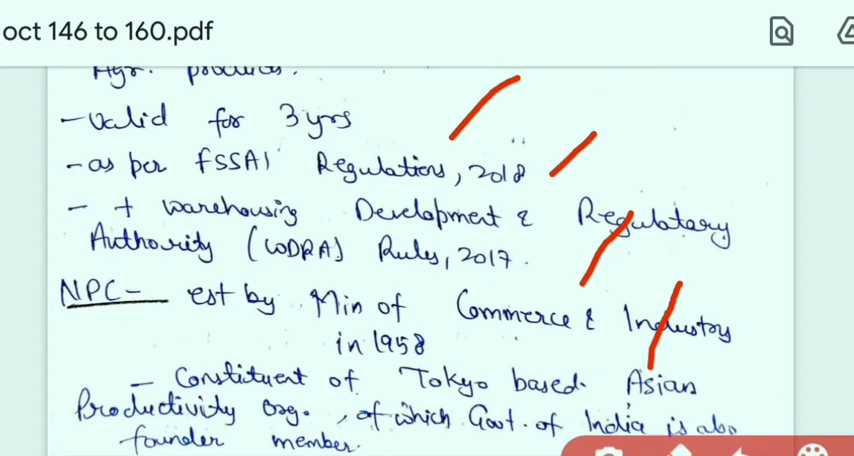 oct 146 to 160.pdf
Agr. products.
- valid for 3 yrs
- as per FSSAI Regulations, 2018
- + warehousing Development & Regulatory
Authority (WDRA) Rules, 2017.
NPC - est by Min of Commerce & Industry
in 1958
- Constituent of Tokyo based Asian
Productivity Org. , of which Govt. of India is also
founder member.